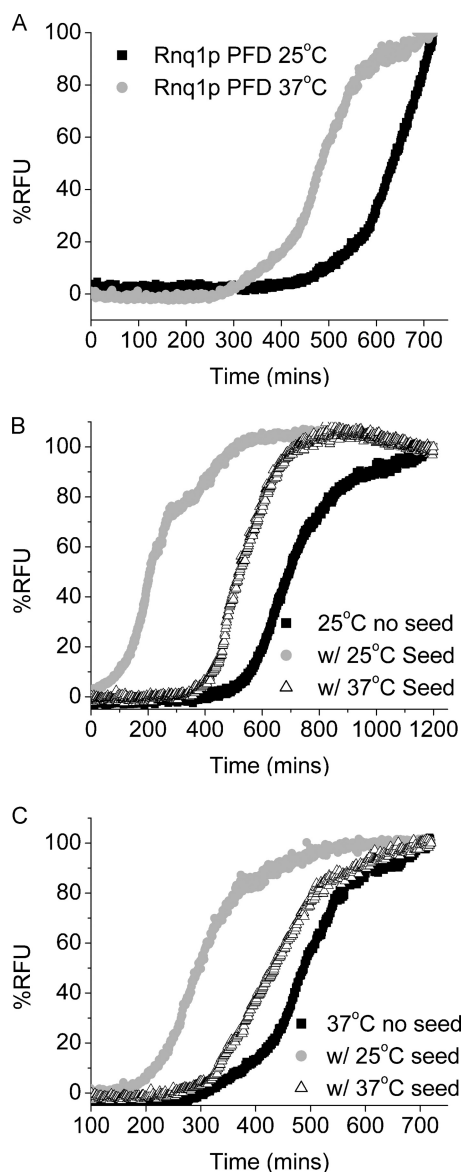 A
100
Rnq1p PFD 25°C
Rnq1p PFD 37°C
80
60
40
20
0
%RFU
0 100 200 300 400 500 600 700
Time (mins)
B
100
80
60
40
20
0
%RFU
25°C no seed
w/ 25°C Seed
w/ 37°C Seed
0 200 400 600 800 1000 1200
Time (mins)
C
100
80
60
40
20
0
%RFU
37°C no seed
w/ 25°C seed
w/ 37°C seed
100 200 300 400 500 600 700
Time (mins)